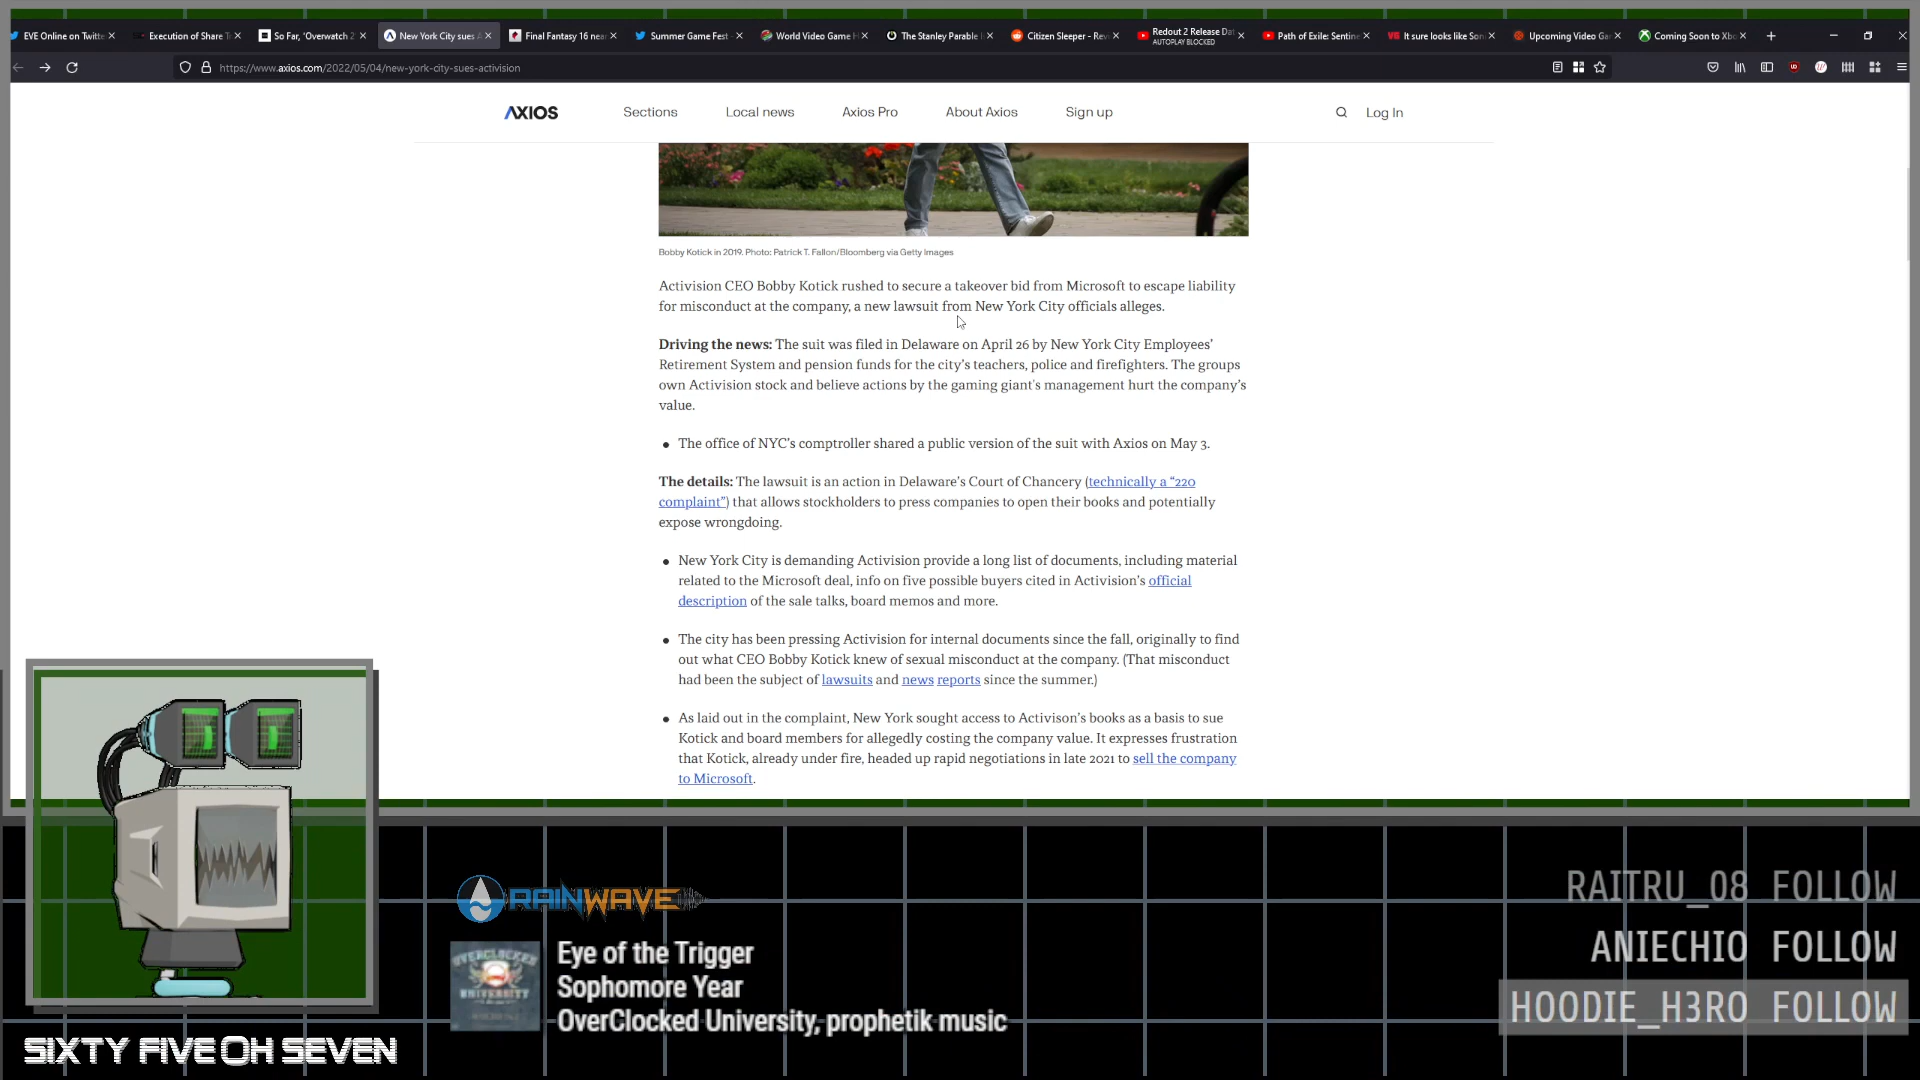 EVE Online on Twitte
Execution of Share T
So Far, 'Overwatch 2'
New York City sues A
Final Fantasy 16 near
Summer Game Fest
World Video Game H
The Stanley Parable
Citizen Sleeper - Rev
Redout 2 Release Dat
AUTOPLAY BLOCKED
Path of Exile: Sentine
It sure looks like Son
Upcoming Video Ga
Coming Soon to Xbo
https://www.axios.com/2022/05/04/new-york-city-sues-activision
AXIOS
Sections
Local news
Axios Pro
About Axios
Sign up
Log In
Bobby Kotick in 2019. Photo: Patrick T. Fallon/Bloomberg via Getty Images
Activision CEO Bobby Kotick rushed to secure a takeover bid from Microsoft to escape liability
for misconduct at the company, a new lawsuit from New York City officials alleges.
Driving the news: The suit was filed in Delaware on April 26 by New York City Employees'
Retirement System and pension funds for the city's teachers, police and firefighters. The groups
own Activision stock and believe actions by the gaming giant's management hurt the company's
value.
The office of NYC's comptroller shared a public version of the suit with Axios on May 3.
The details: The lawsuit is an action in Delaware's Court of Chancery (technically a "220
complaint") that allows stockholders to press companies to open their books and potentially
expose wrongdoing.
New York City is demanding Activision provide a long list of documents, including material
related to the Microsoft deal, info on five possible buyers cited in Activision's official
description of the sale talks, board memos and more.
The city has been pressing Activision for internal documents since the fall, originally to find
out what CEO Bobby Kotick knew of sexual misconduct at the company. (That misconduct
had been the subject of lawsuits and news reports since the summer.)
As laid out in the complaint, New York sought access to Activison's books as a basis to sue
Kotick and board members for allegedly costing the company value. It expresses frustration
that Kotick, already under fire, headed up rapid negotiations in late 2021 to sell the company
to Microsoft.
SIXTY FIVE OH SEVEN
RAINWAVE
OVERCLOCKED
UNIVERSITY
Eye of the Trigger
Sophomore Year
OverClocked University, prophetik music
RAITRU_08 FOLLOW
ANIECHIO FOLLOW
HOODIE_H3RO FOLLOW